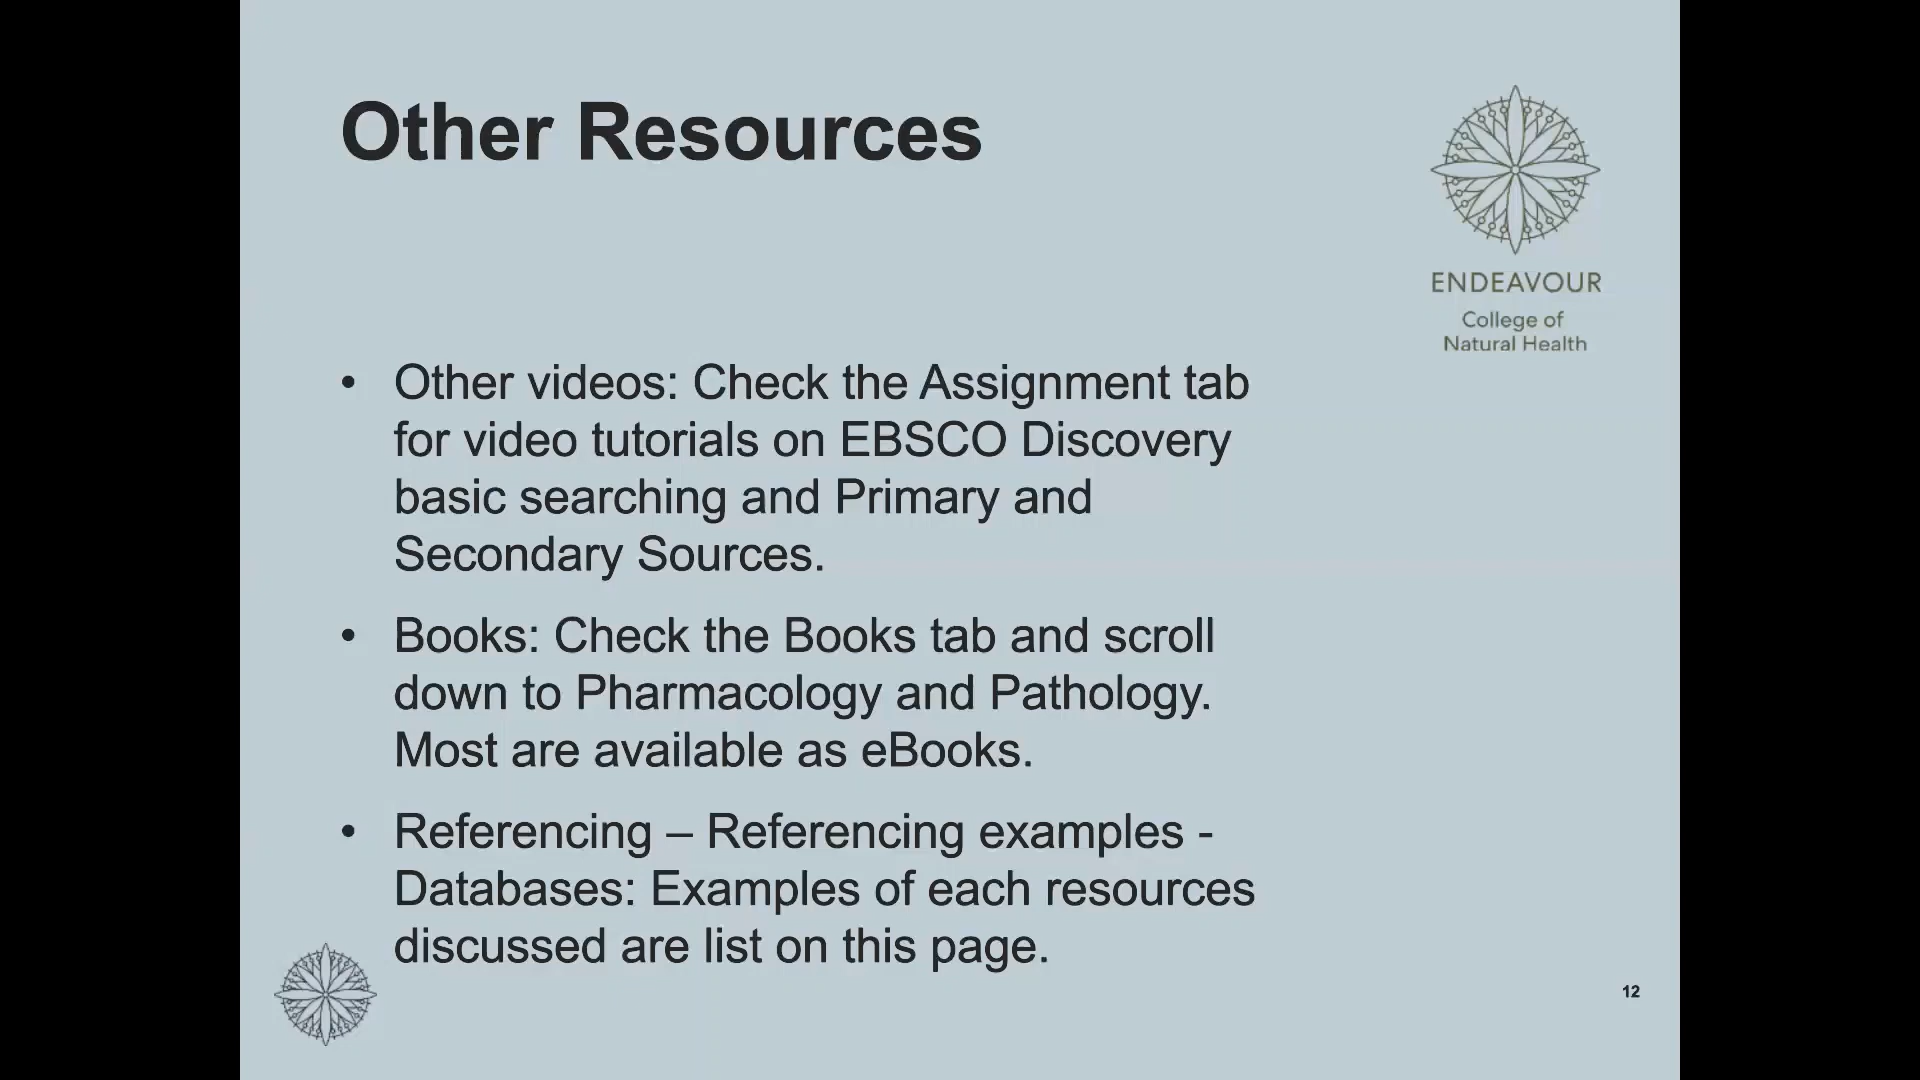 Other Resources
ENDEAVOUR
College of
Natural Health
• Other videos: Check the Assignment tab
for video tutorials on EBSCO Discovery
basic searching and Primary and
Secondary Sources.
• Books: Check the Books tab and scroll
down to Pharmacology and Pathology.
Most are available as eBooks.
• Referencing – Referencing examples -
Databases: Examples of each resources
discussed are list on this page.
12